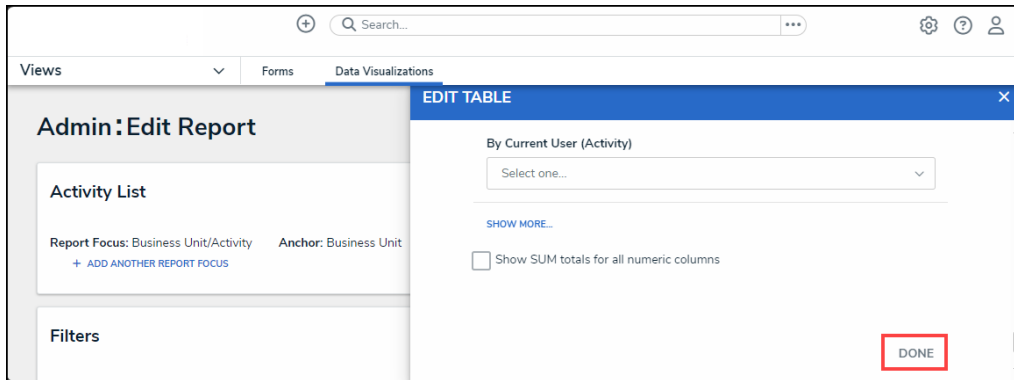 Search...
Views
Forms
Data Visualizations
EDIT TABLE
Admin:Edit Report
By Current User (Activity)
Select one...
Activity List
SHOW MORE...
Report Focus: Business Unit/Activity
Anchor: Business Unit
+ ADD ANOTHER REPORT FOCUS
Show SUM totals for all numeric columns
Filters
DONE